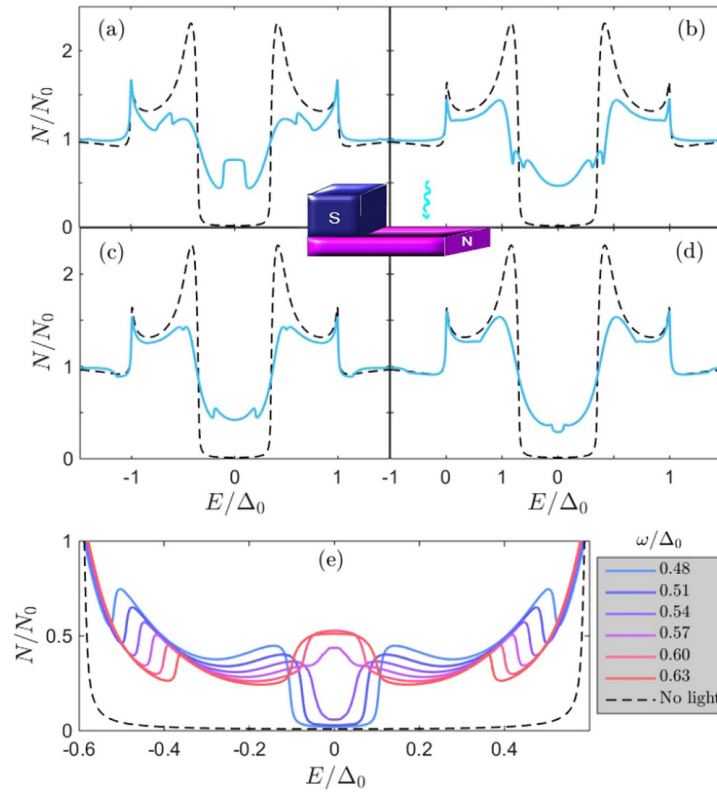 (a) (b)
2
N/N₀
1
0
S
N
(c) (d)
2
N/N₀
1
0
-1 0 1 -1 0 0 1
E/Δ₀ E/Δ₀
(e)
1
N/N₀
0.5
0
-0.6 -0.4 -0.2 0 0.2 0.4
E/Δ₀
ω/Δ₀
0.48
0.51
0.54
0.57
0.60
0.63
No light